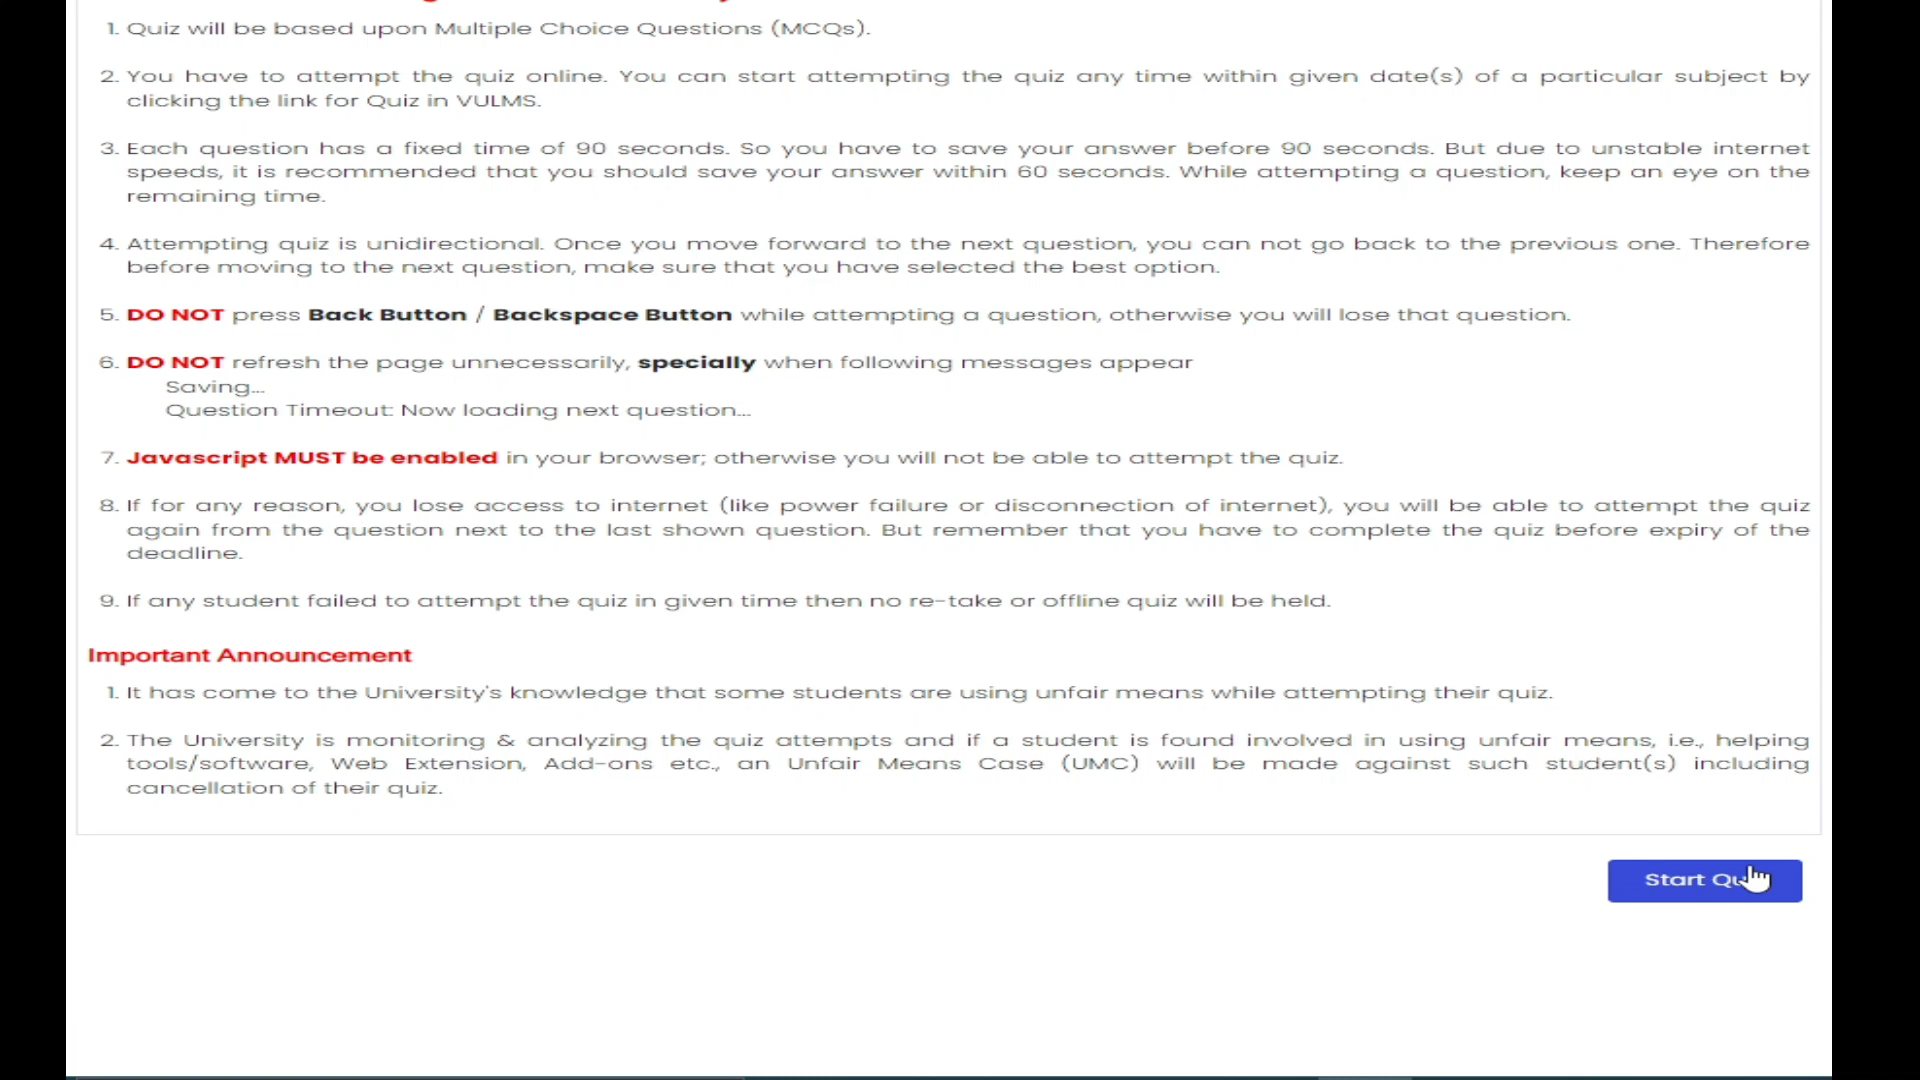 1. Quiz will be based upon Multiple Choice Questions (MCQs).
2. You have to attempt the quiz online. You can start attempting the quiz any time within given date(s) of a particular subject by
clicking the link for Quiz in VULMS.
3. Each question has a fixed time of 90 seconds. So you have to save your answer before 90 seconds. But due to unstable internet
speeds, it is recommended that you should save your answer within 60 seconds. While attempting a question, keep an eye on the
remaining time.
4. Attempting quiz is unidirectional. Once you move forward to the next question, you can not go back to the previous one. Therefore
before moving to the next question, make sure that you have selected the best option.
5. DO NOT press Back Button / Backspace Button while attempting a question, otherwise you will lose that question.
6. DO NOT refresh the page unnecessarily, specially when following messages appear
Saving...
Question Timeout: Now loading next question...
7. Javascript MUST be enabled in your browser; otherwise you will not be able to attempt the quiz.
8. If for any reason, you lose access to internet (like power failure or disconnection of internet), you will be able to attempt the quiz
again from the question next to the last shown question. But remember that you have to complete the quiz before expiry of the
deadline.
9. If any student failed to attempt the quiz in given time then no re-take or offline quiz will be held.
Important Announcement
1. It has come to the University's knowledge that some students are using unfair means while attempting their quiz.
2. The University is monitoring & analyzing the quiz attempts and if a student is found involved in using unfair means, i.e., helping
tools/software, Web Extension, Add-ons etc., an Unfair Means Case (UMC) will be made against such student(s) including
cancellation of their quiz.
Start